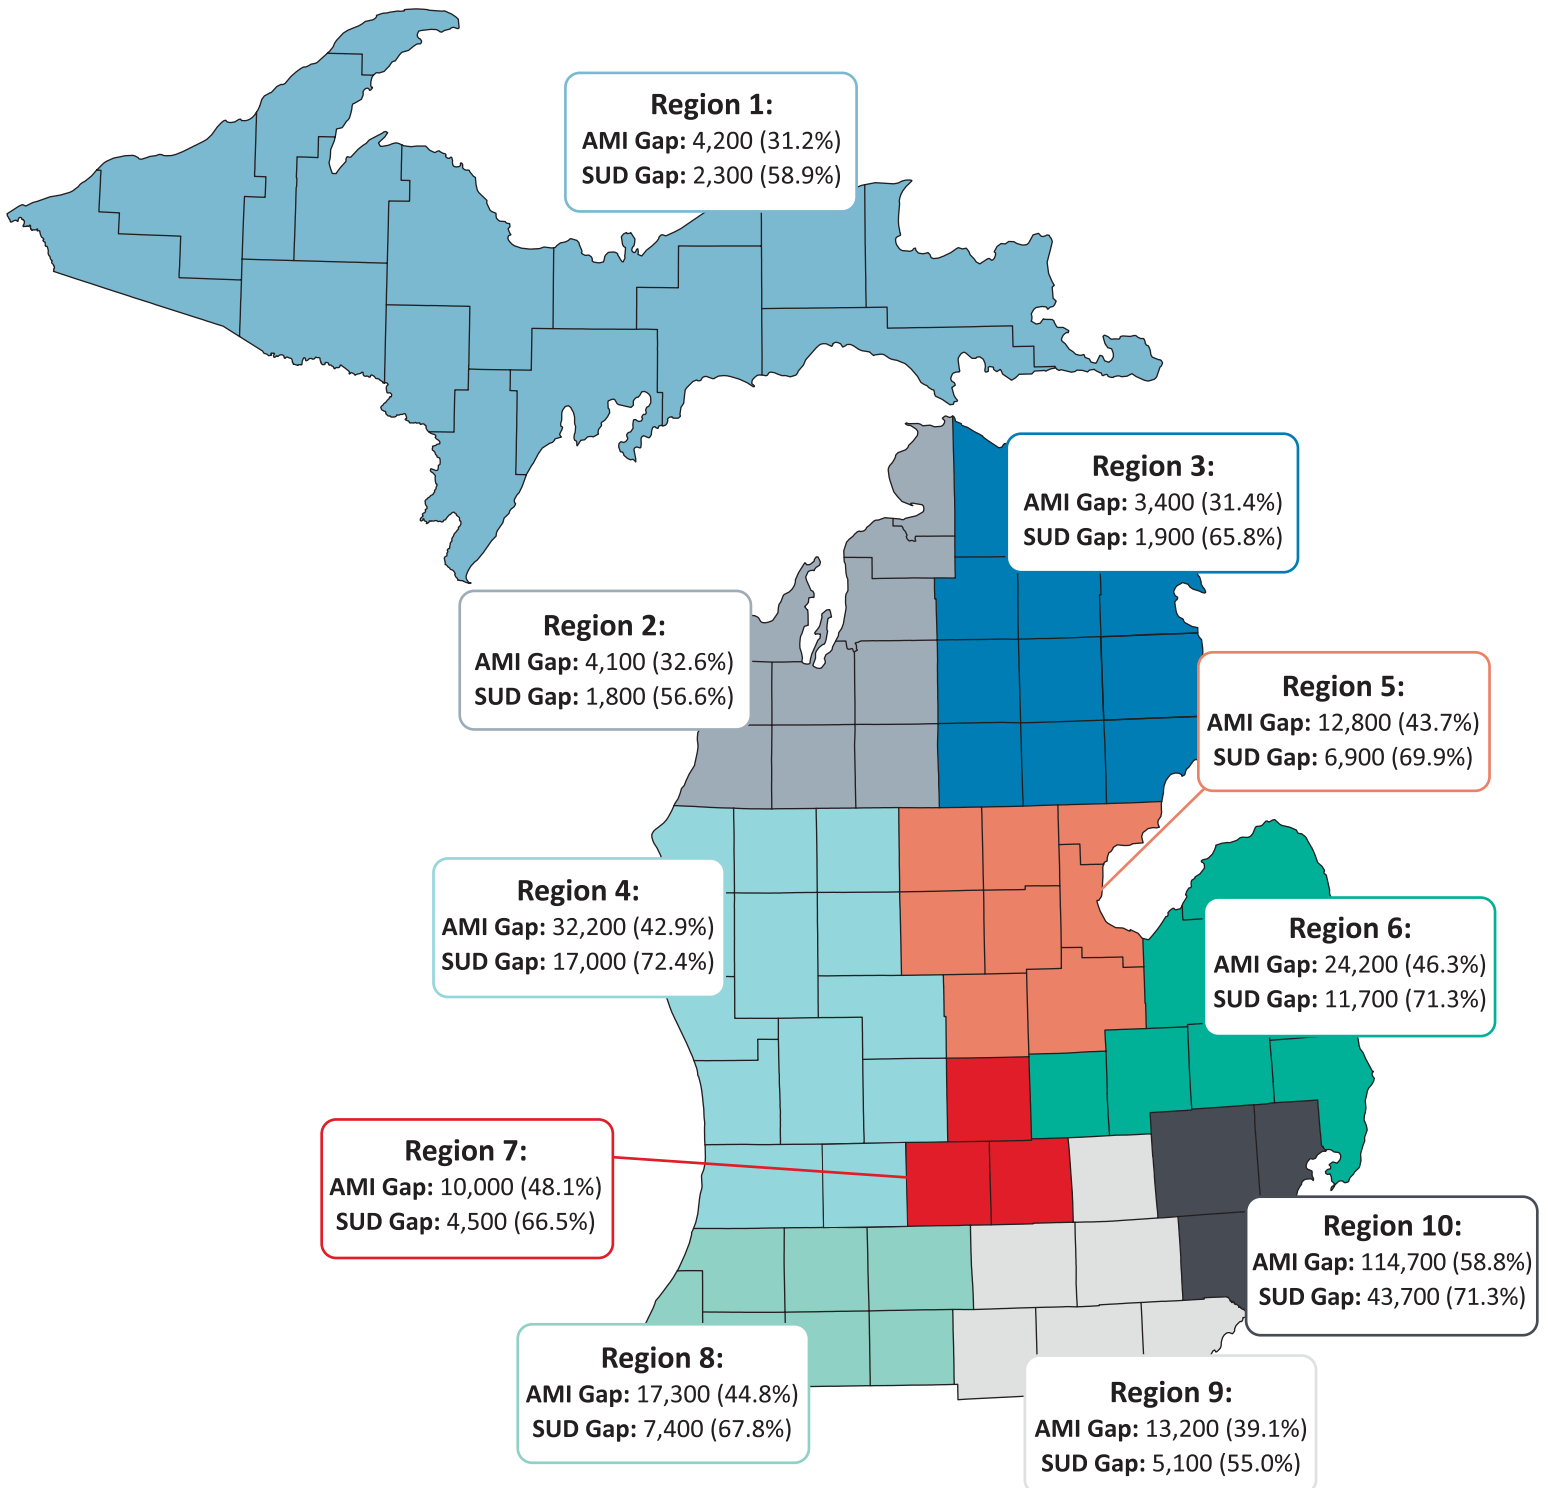 Region 1:
AMI Gap: 4,200 (31.2%)
SUD Gap: 2,300 (58.9%)
Region 3:
AMI Gap: 3,400 (31.4%)
SUD Gap: 1,900 (65.8%)
Region 2:
AMI Gap: 4,100 (32.6%)
SUD Gap: 1,800 (56.6%)
Region 5:
AMI Gap: 12,800 (43.7%)
SUD Gap: 6,900 (69.9%)
Region 4:
AMI Gap: 32,200 (42.9%)
SUD Gap: 17,000 (72.4%)
Region 6:
AMI Gap: 24,200 (46.3%)
SUD Gap: 11,700 (71.3%)
Region 7:
AMI Gap: 10,000 (48.1%)
SUD Gap: 4,500 (66.5%)
Region 10:
AMI Gap: 114,700 (58.8%)
SUD Gap: 43,700 (71.3%)
Region 8:
AMI Gap: 17,300 (44.8%)
SUD Gap: 7,400 (67.8%)
Region 9:
AMI Gap: 13,200 (39.1%)
SUD Gap: 5,100 (55.0%)